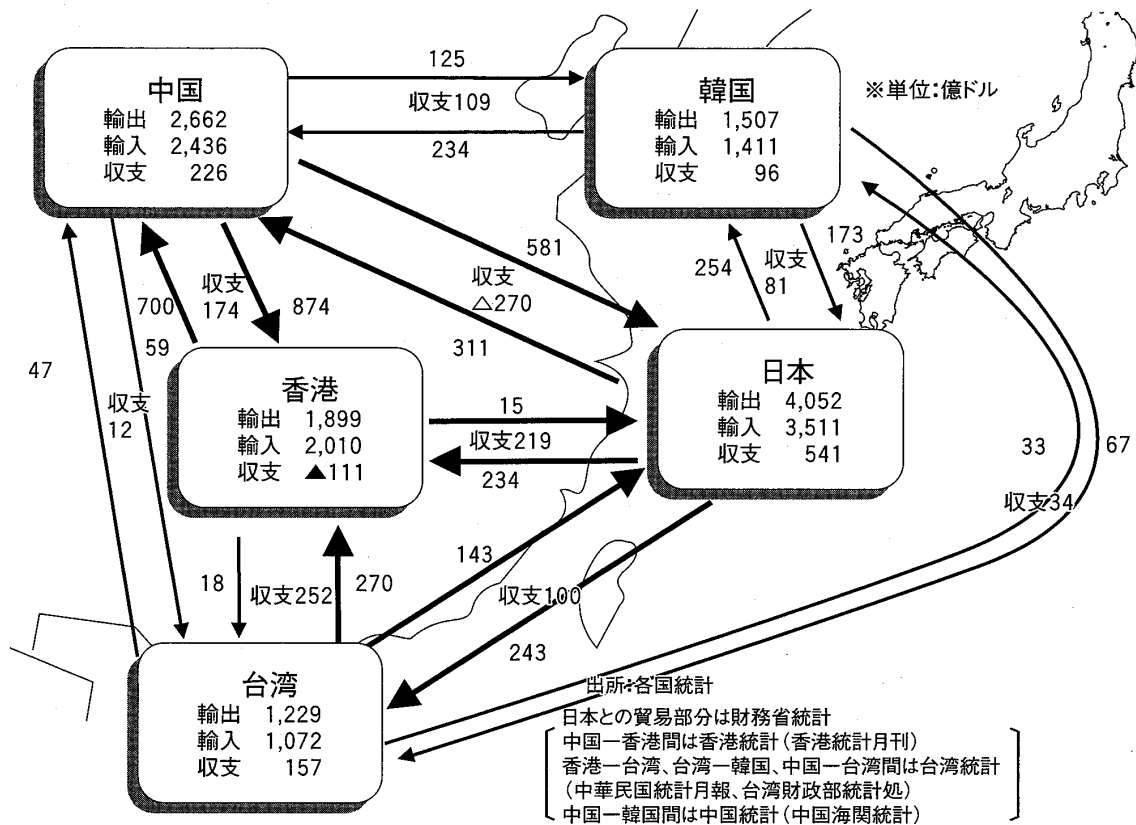 125
中国
輸出 2,662
輸入 2,436
収支 226
収支109
234
韓国
輸出 1,507
輸入 1,411
収支 96
※単位:億ドル
581
収支
△270
311
254
収支
81
173
700
収支
174
874
47
59
収支
12
香港
輸出 1,899
輸入 2,010
収支 ▲111
15
収支219
234
日本
輸出 4,052
輸入 3,511
収支 541
33
67
収支34
18
収支252
270
143
収支100
243
台湾
輸出 1,229
輸入 1,072
収支 157
出所:各国統計
日本との貿易部分は財務省統計
中国ー香港間は香港統計(香港統計月刊)
香港ー台湾、台湾ー韓国、中国ー台湾間は台湾統計
(中華民国統計月報、台湾財政部統計処)
中国ー韓国間は中国統計(中国海関統計)